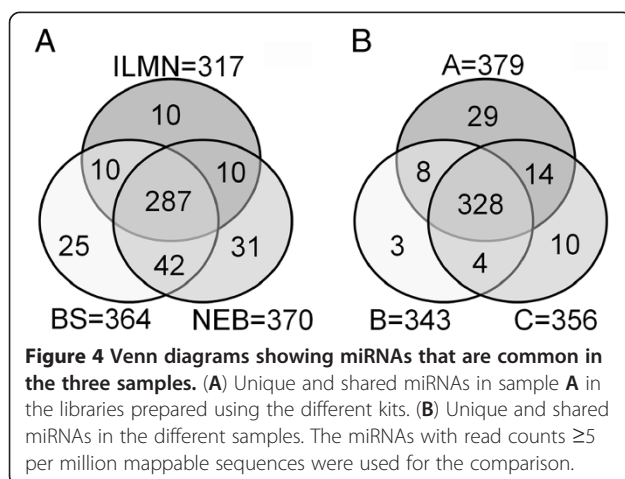 A
B
ILMN=317
A=379
10
29
10
10
8
14
287
328
25
31
3
10
42
4
BS=364
NEB=370
B=343
C=356
Figure 4 Venn diagrams showing miRNAs that are common in
the three samples. (A) Unique and shared miRNAs in sample A in
the libraries prepared using the different kits. (B) Unique and shared
miRNAs in the different samples. The miRNAs with read counts ≥5
per million mappable sequences were used for the comparison.